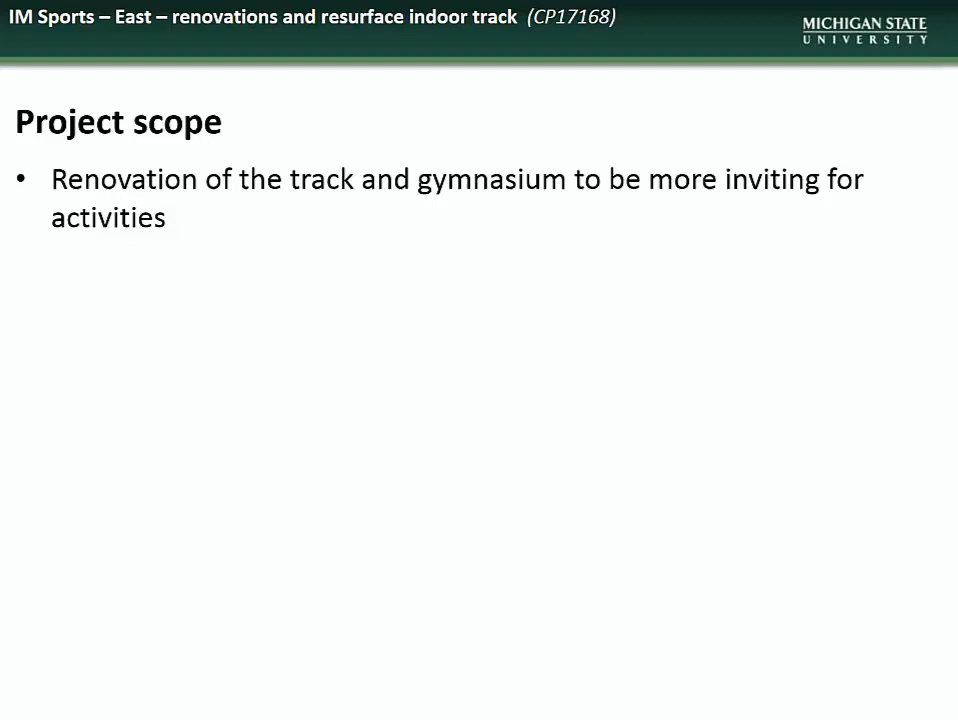 IM Sports – East – renovations and resurface indoor track (CP17168)
MICHIGAN STATE
UNIVERSITY
Project scope
• Renovation of the track and gymnasium to be more inviting for
activities